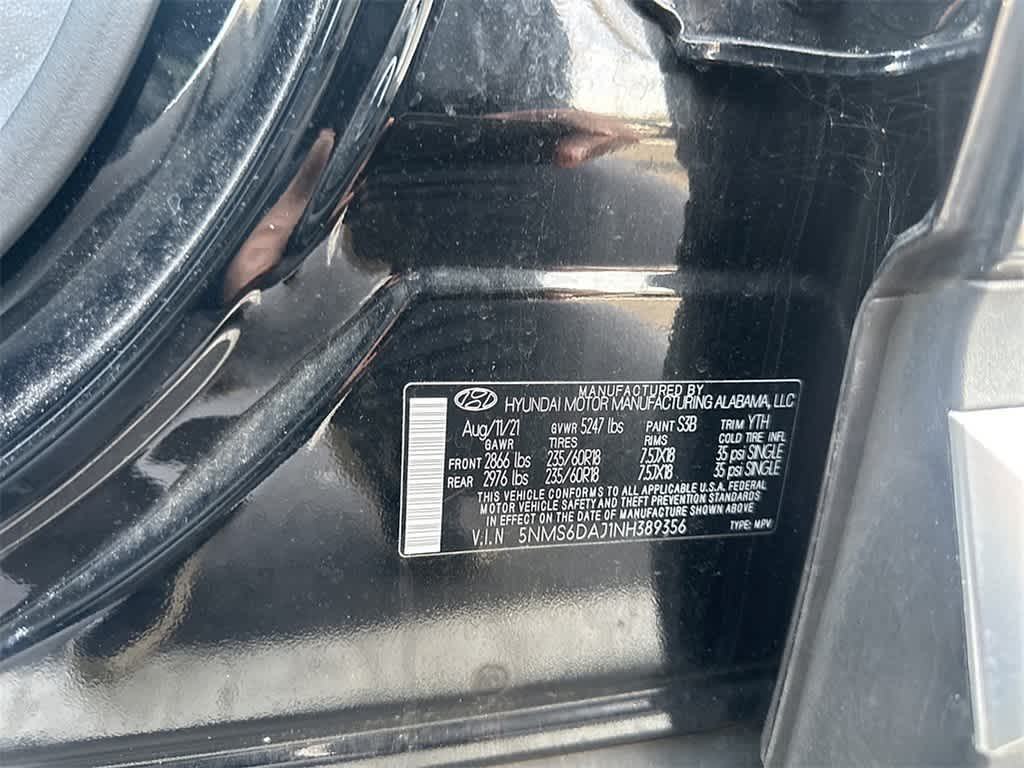 MANUFACTURED BY
HYUNDAI MOTOR MANUFACTURING ALABAMA, LLC
Aug/11/21 GVWR 5247 lbs PAINT S3B TRIM YTH
GAWR TIRES RIMS COLD TIRE INFL
FRONT 2866 lbs 235/60R18 7.5JX18 35 psi SINGLE
REAR 2976 lbs 235/60R18 7.5JX18 35 psi SINGLE
THIS VEHICLE CONFORMS TO ALL APPLICABLE U.S.A. FEDERAL
MOTOR VEHICLE SAFETY AND THEFT PREVENTION STANDARDS
IN EFFECT ON THE DATE OF MANUFACTURE SHOWN ABOVE
V.I.N 5NMS6DAJ1NH389356 TYPE: MPV